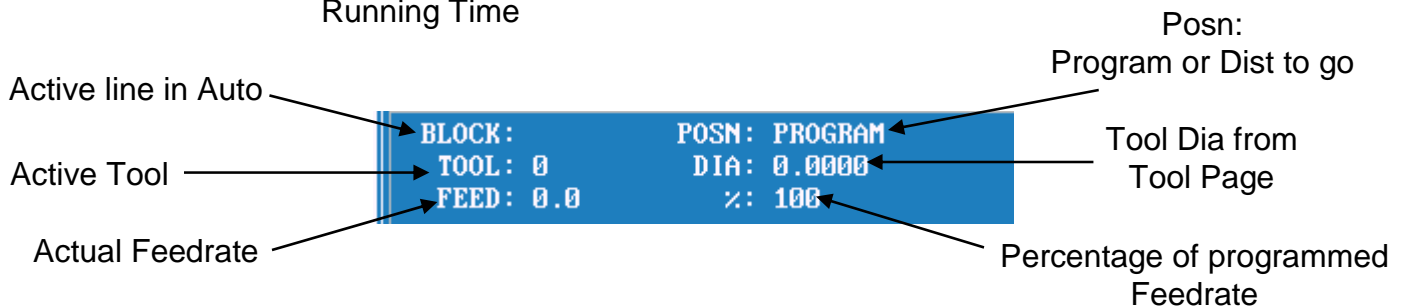 Running Time
Posn:
Program or Dist to go
Active line in Auto
BLOCK: POSN: PROGRAM
Tool Dia from
Tool Page
Active Tool
TOOL: 0 DIA: 0.0000
FEED: 0.0 %: 100
Actual Feedrate
Percentage of programmed
Feedrate